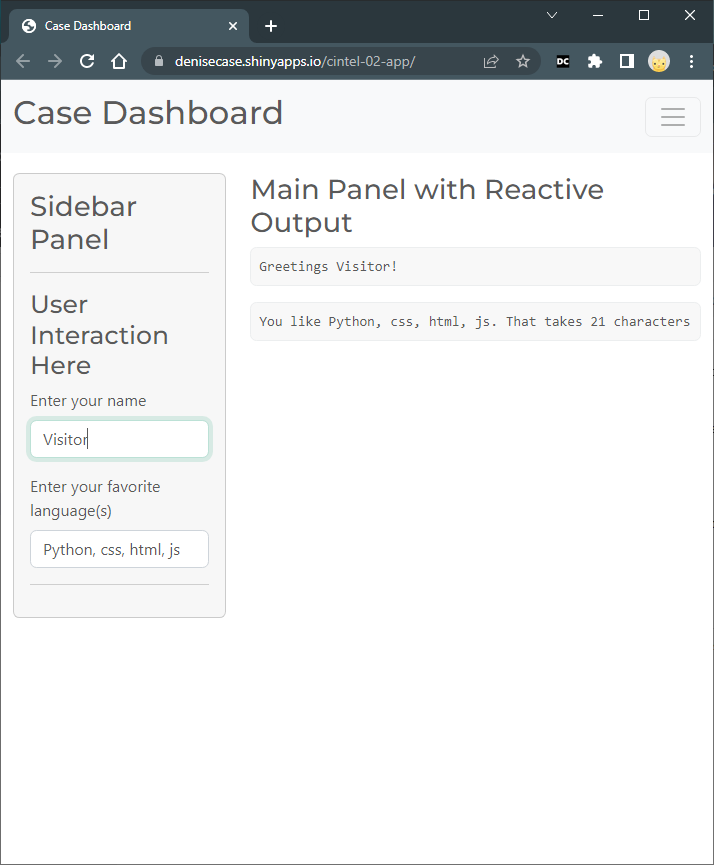 Case Dashboard
denisecase.shinyapps.io/cintel-02-app/
DC
Case Dashboard
Sidebar
Panel
User
Interaction
Here
Enter your name
Visitor
Enter your favorite
language(s)
Python, css, html, js
Main Panel with Reactive
Output
Greetings Visitor!
You like Python, css, html, js. That takes 21 characters